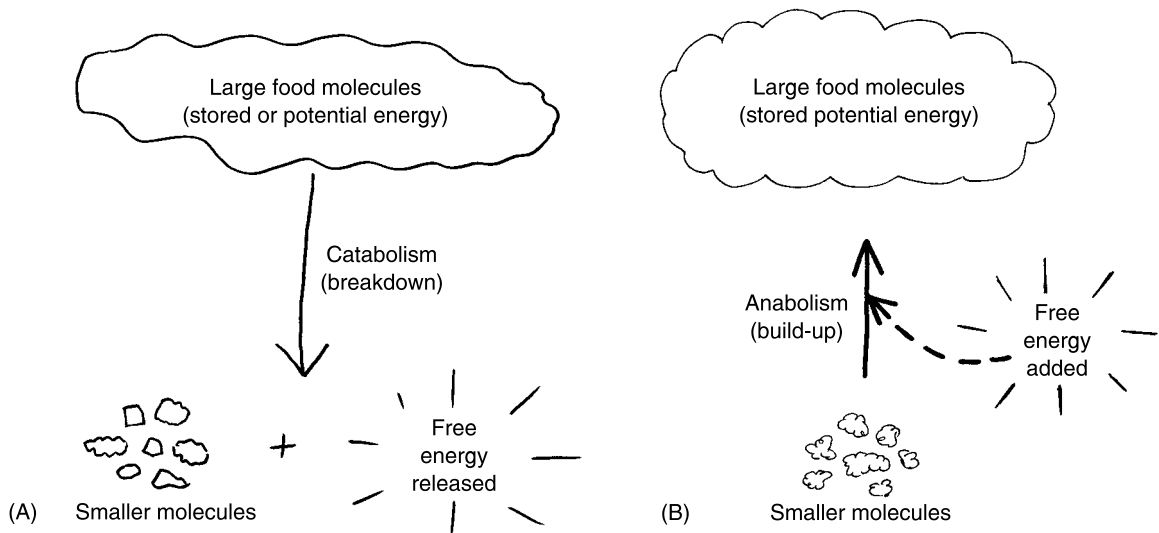 Large food molecules
(stored or potential energy)
Catabolism
(breakdown)
+
Free
energy
released
(A)
Smaller molecules
Large food molecules
(stored potential energy)
Anabolism
(build-up)
Free
energy
added
(B)
Smaller molecules